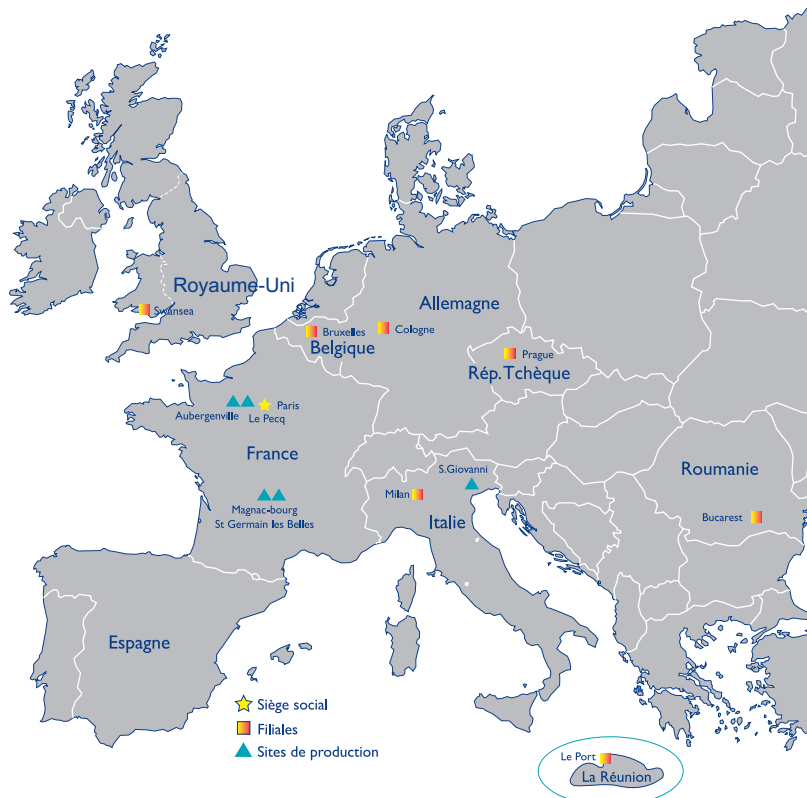 Royaume-Uni
Swansea
Allemagne
Bruxelles
Cologne
Belgique
Prague
Rép.Tchèque
Paris
Aubergenville
Le Pecq
France
S.Giovanni
Roumanie
Milan
Magnac-bourg
St Germain les Belles
Italie
Bucarest
Espagne
Siège social
Filiales
Sites de production
Le Port
La Réunion